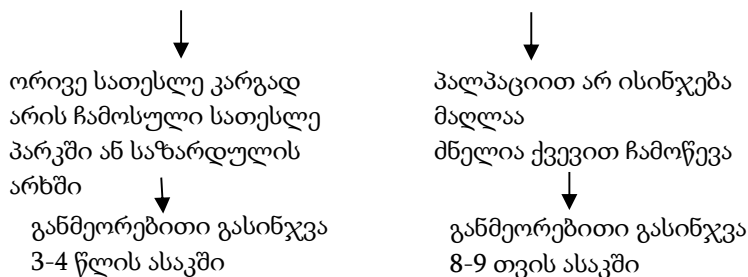 ორივე სათესლე კარგად
არის ჩამოსული სათესლე
პარკში ან საზარდულის
არხში
განმეორებითი გასინჯვა
3-4 წლის ასაკში
პალპაციით არ ისინჯება
მაღლაა
ძნელია ქვევით ჩამოწევა
განმეორებითი გასინჯვა
8-9 თვის ასაკში